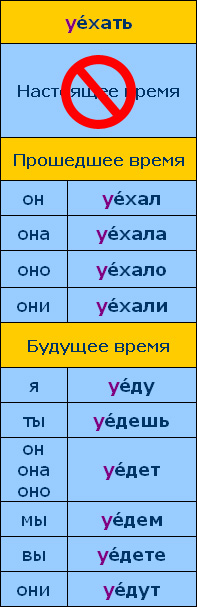 уе́хать
Настоящее время
Прошедшее время
он уе́хал
она уе́хала
оно уе́хало
они уе́хали
Будущее время
я уе́ду
ты уе́дешь
он
она уе́дет
оно
мы уе́дем
вы уе́дете
они уе́дут